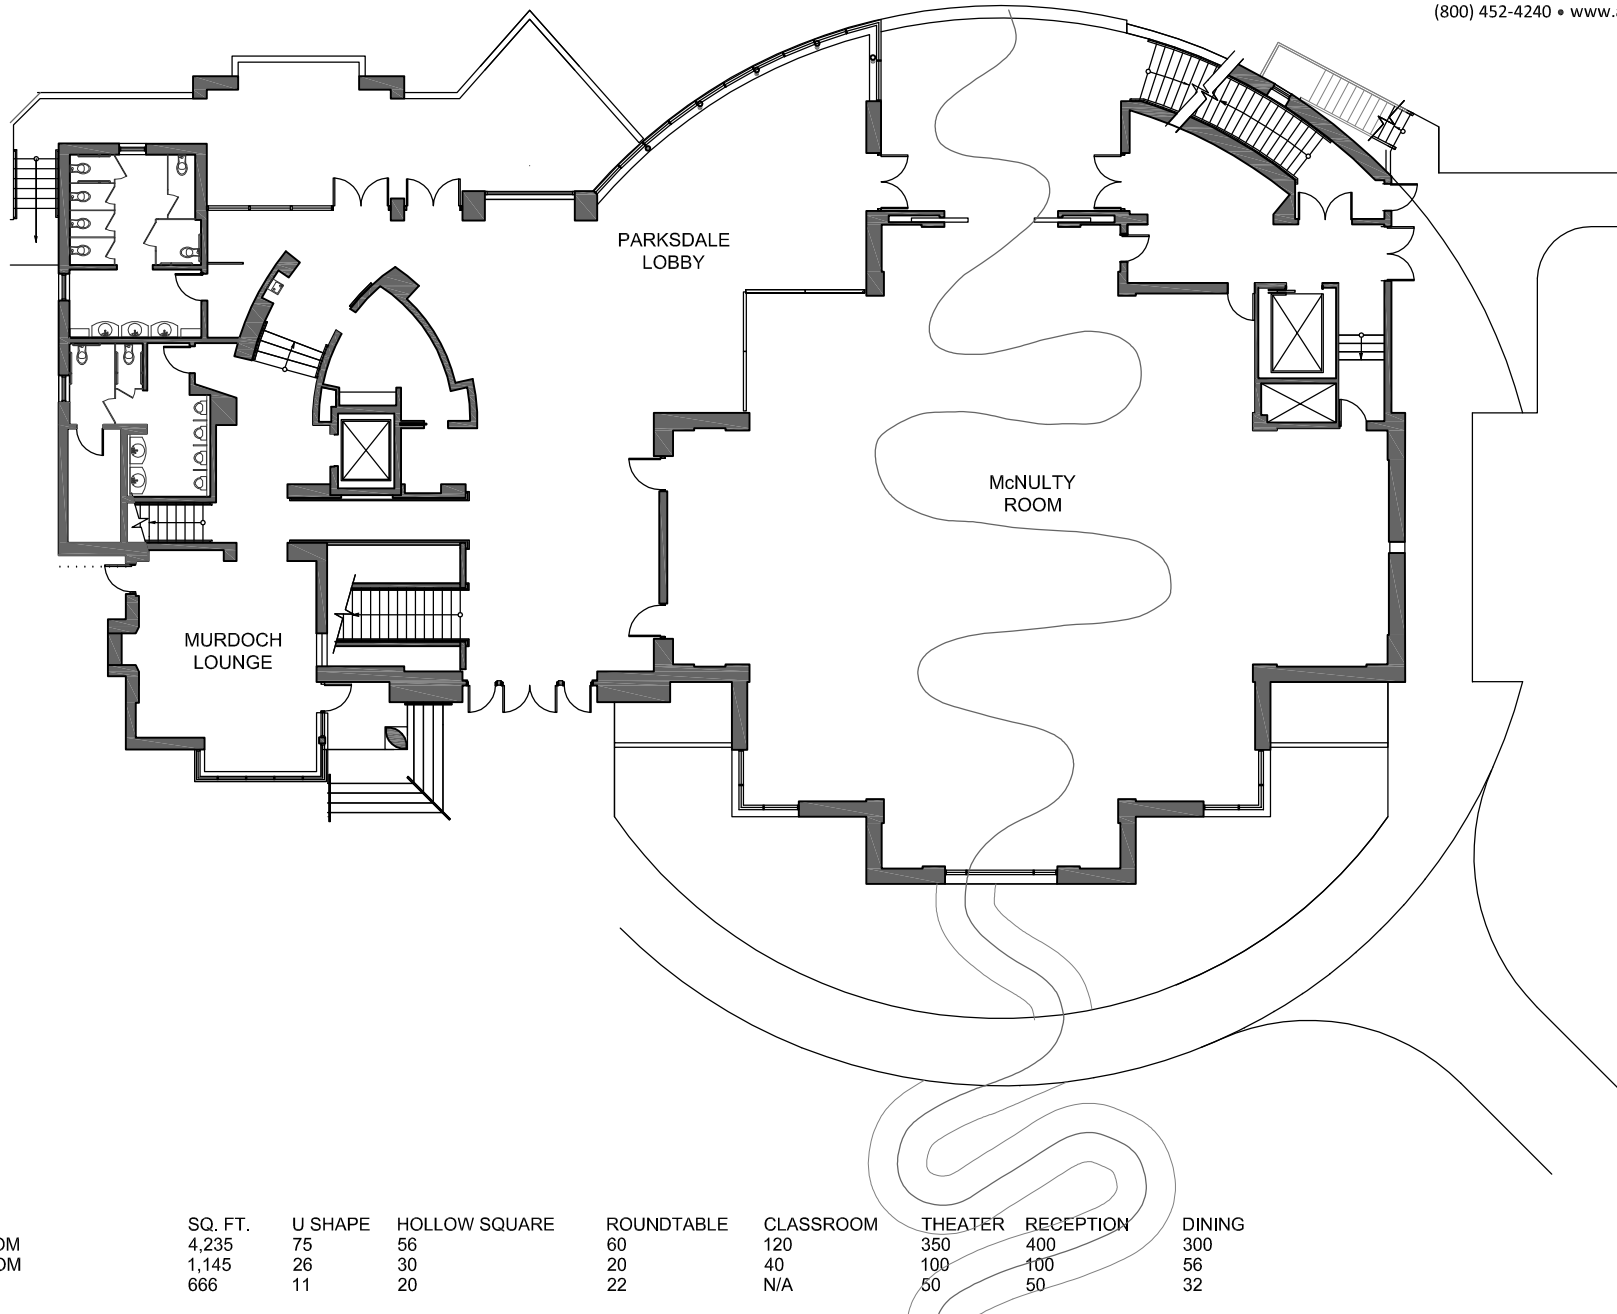 (800) 452-4240 • www.
PARKSDALE
LOBBY
McNULTY
ROOM
MURDOCH
LOUNGE
SQ. FT. U SHAPE HOLLOW SQUARE ROUNDTABLE CLASSROOM THEATER RECEPTION DINING
OM 4,235 75 56 60 120 350 400 300
OM 1,145 26 30 20 40 100 100 56
666 11 20 22 N/A 50 50 32